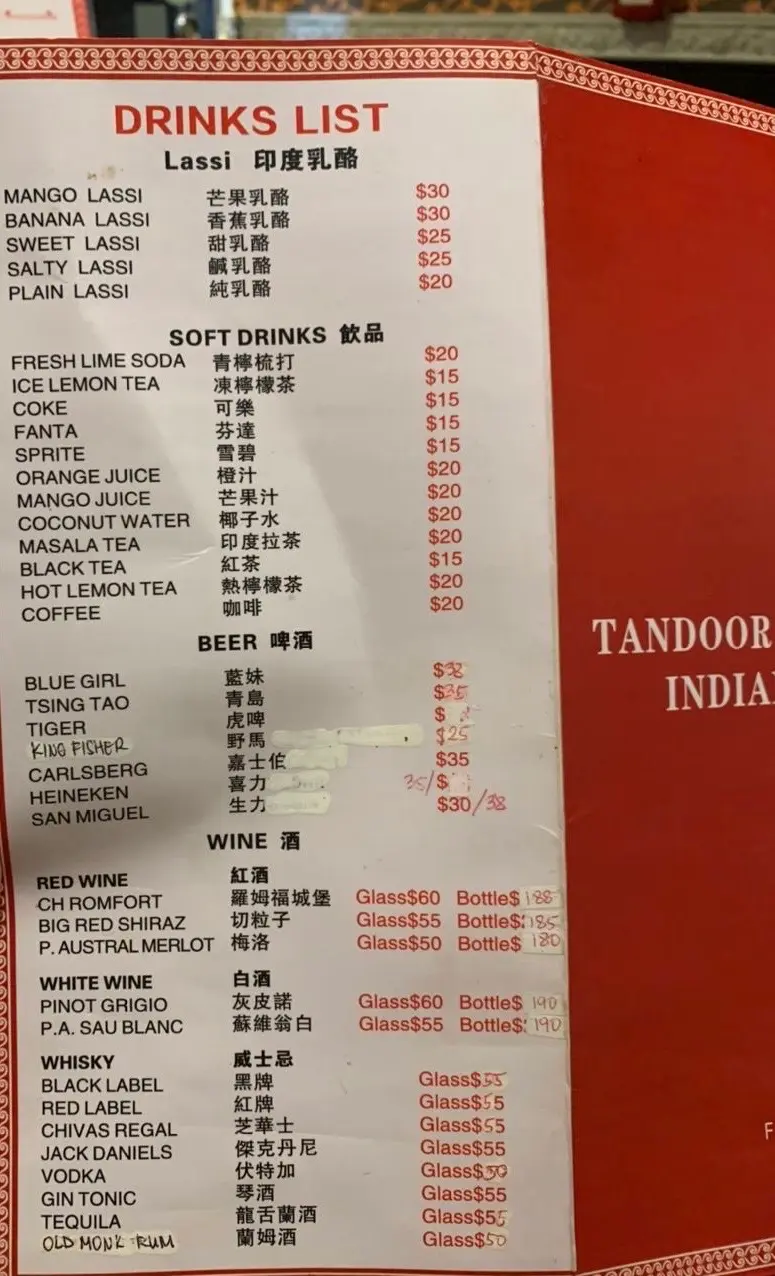 DRINKS LIST
Lassi 印度乳酪
MANGO LASSI 芒果乳酪 $30
BANANA LASSI 香蕉乳酪 $30
SWEET LASSI 甜乳酪 $25
SALTY LASSI 鹹乳酪 $25
PLAIN LASSI 純乳酪 $20
SOFT DRINKS 飲品
FRESH LIME SODA 青檸梳打 $20
ICE LEMON TEA 凍檸檬茶 $15
COKE 可樂 $15
FANTA 芬達 $15
SPRITE 雪碧 $15
ORANGE JUICE 橙汁 $20
MANGO JUICE 芒果汁 $20
COCONUT WATER 椰子水 $20
MASALA TEA 印度拉茶 $20
BLACK TEA 紅茶 $15
HOT LEMON TEA 熱檸檬茶 $20
COFFEE 咖啡 $20
BEER 啤酒
BLUE GIRL 藍妹 $38
TSING TAO 青島 $35
TIGER 虎啤 $
KING FISHER 野馬 $25
CARLSBERG 嘉士伯 $35
HEINEKEN 喜力 35/$
SAN MIGUEL 生力 $30/38
WINE 酒
RED WINE 紅酒
CH ROMFORT 羅姆福城堡 Glass$60 Bottle$188
BIG RED SHIRAZ 切粒子 Glass$55 Bottle$185
P. AUSTRAL MERLOT 梅洛 Glass$50 Bottle$180
WHITE WINE 白酒
PINOT GRIGIO 灰皮諾 Glass$60 Bottle$190
P.A. SAU BLANC 蘇維翁白 Glass$55 Bottle$190
WHISKY 威士忌
BLACK LABEL 黑牌 Glass$55
RED LABEL 紅牌 Glass$55
CHIVAS REGAL 芝華士 Glass$55
JACK DANIELS 傑克丹尼 Glass$55
VODKA 伏特加 Glass$50
GIN TONIC 琴酒 Glass$55
TEQUILA 龍舌蘭酒 Glass$55
OLD MONK RUM 蘭姆酒 Glass$50
TANDOOR
INDIA
F